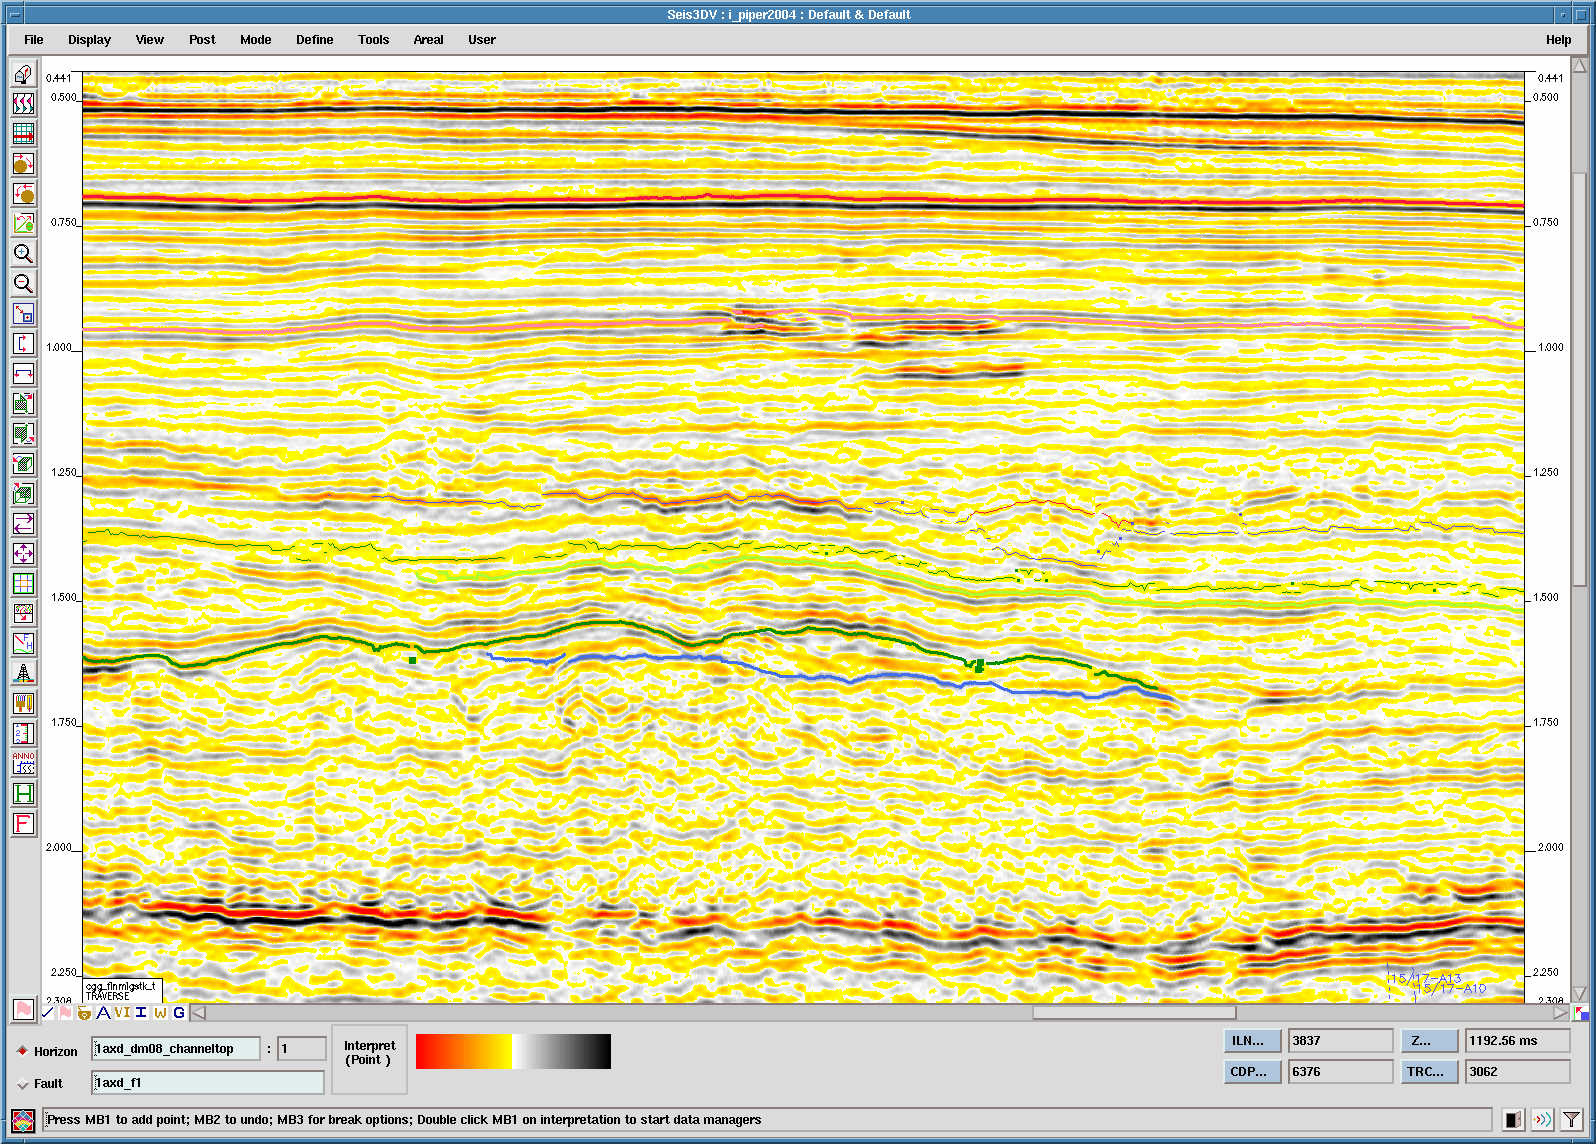 Seis3DV : i_piper2004 : Default & Default
File Display View Post Mode Define Tools Areal User Help
0.441 0.441
0.500 0.500
0.750 0.750
1.000 1.000
1.250 1.250
1.500 1.500
1.750 1.750
2.000 2.000
2.250 2.250
2.308 2.308
ANNO
H
F
15/17-A13
15/17-A10
cgg_finmigstk_t
TRAVERSE
A VI I W G
Horizon 1axd_dm08_channeltop : 1
Fault 1axd_f1
Interpret
(Point )
ILN... 3837 Z... 1192.56 ms
CDP... 6376 TRC... 3062
Press MB1 to add point; MB2 to undo; MB3 for break options; Double click MB1 on interpretation to start data managers